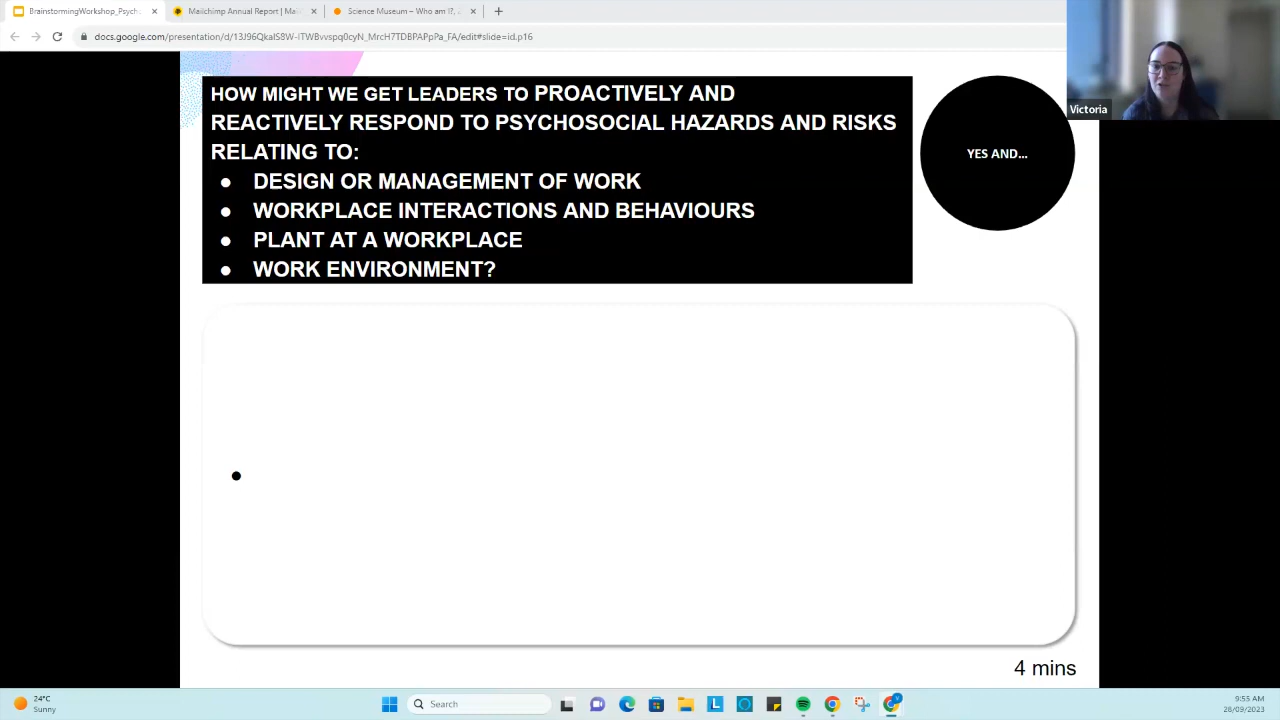 BrainstormingWorkshop_Psych
Mailchimp Annual Report | Mai
Science Museum – Who am I?,
docs.google.com/presentation/d/13J96QkaIS8W-ITWBvvspq0cyN_MrcH7TDBPAPpPa_FA/edit#slide=id.p16
HOW MIGHT WE GET LEADERS TO PROACTIVELY AND
REACTIVELY RESPOND TO PSYCHOSOCIAL HAZARDS AND RISKS
RELATING TO:
● DESIGN OR MANAGEMENT OF WORK
● WORKPLACE INTERACTIONS AND BEHAVIOURS
● PLANT AT A WORKPLACE
● WORK ENVIRONMENT?
YES AND...
Victoria
4 mins
24°C
Sunny
Search
9:55 AM
26/09/2023